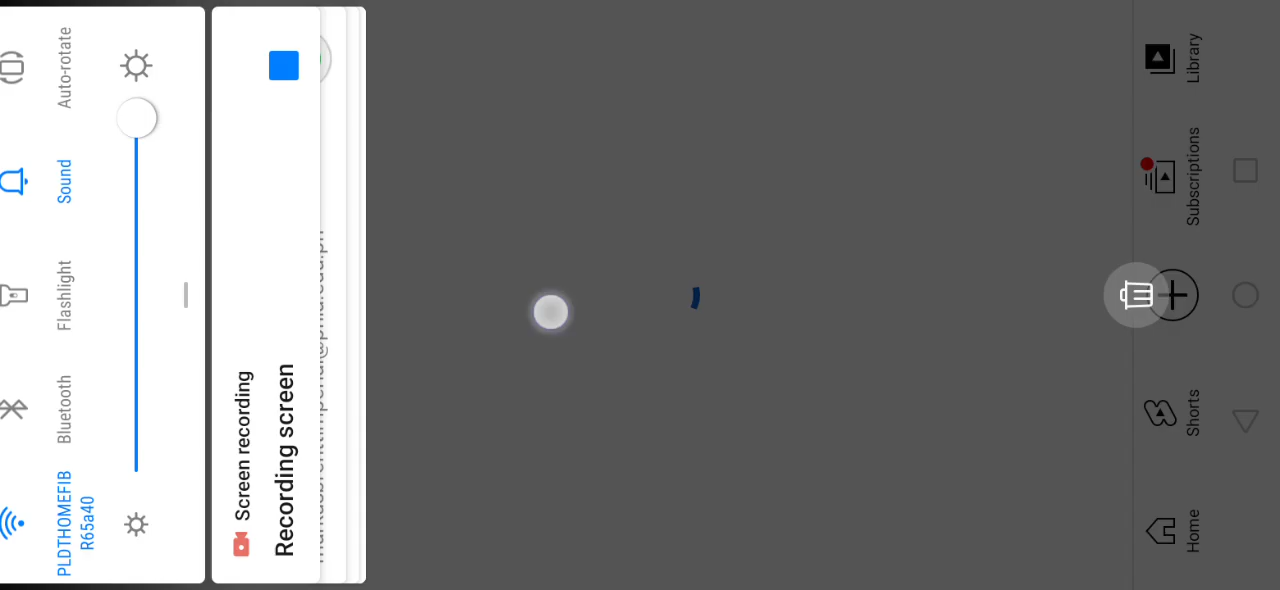 PLDTHOMEFIB
R65a40
Bluetooth
Flashlight
Sound
Auto-rotate
Screen recording
Recording screen
Home
Shorts
Subscriptions
Library